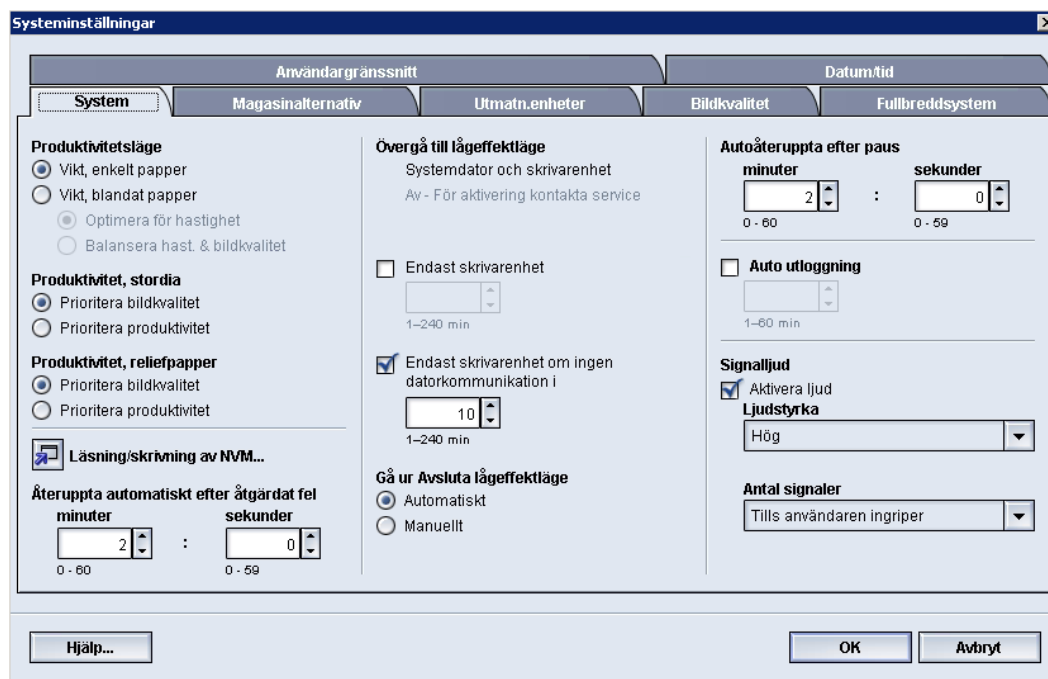 Systeminställningar
Användargränssnitt
Datum/tid
System
Magasinalternativ
Utmatn.enheter
Bildkvalitet
Fullbreddsystem
Produktivitetsläge
Vikt, enkelt papper
Vikt, blandat papper
Optimera för hastighet
Balansera hast. & bildkvalitet
Produktivitet, stordia
Prioritera bildkvalitet
Prioritera produktivitet
Produktivitet, reliefpapper
Prioritera bildkvalitet
Prioritera produktivitet
Läsning/skrivning av NVM...
Återuppta automatiskt efter åtgärdat fel
minuter
sekunder
2 : 0
0 - 60
0 - 59
Övergå till lågeffektläge
Systemdator och skrivarenhet
Av - För aktivering kontakta service
Endast skrivarenhet
1–240 min
Endast skrivarenhet om ingen
datorkommunikation i
10
1–240 min
Gå ur Avsluta lågeffektläge
Automatiskt
Manuellt
Autoåteruppta efter paus
minuter
sekunder
2 : 0
0 - 60
0 - 59
Auto utloggning
1–60 min
Signalljud
Aktivera ljud
Ljudstyrka
Hög
Antal signaler
Tills användaren ingriper
Hjälp...
OK
Avbryt